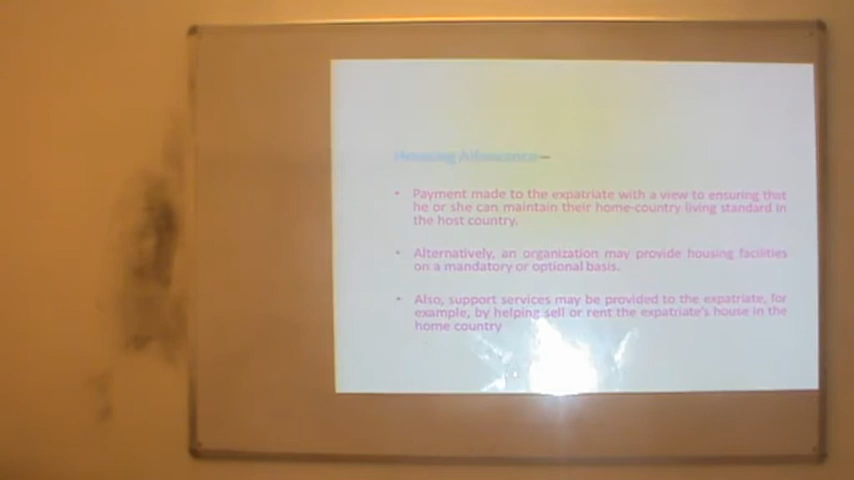 Housing Allowance–
• Payment made to the expatriate with a view to ensuring that
he or she can maintain their home-country living standard in
the host country.
• Alternatively, an organization may provide housing facilities
on a mandatory or optional basis.
• Also, support services may be provided to the expatriate, for
example, by helping sell or rent the expatriate's house in the
home country